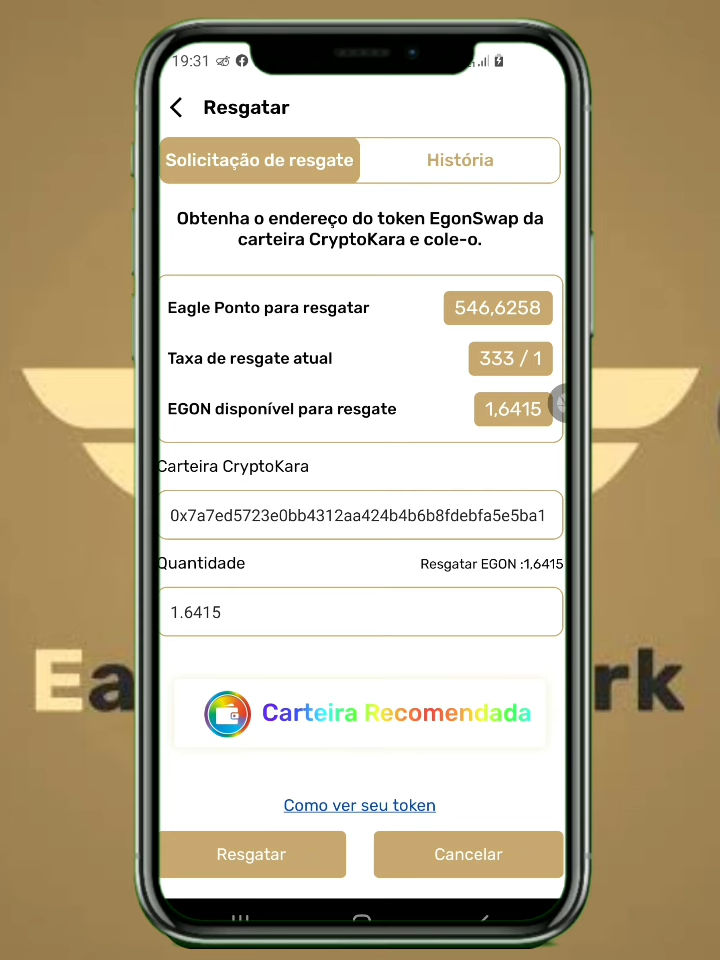 19:31
Resgatar
Solicitação de resgate
História
Obtenha o endereço do token EgonSwap da
carteira CryptoKara e cole-o.
Eagle Ponto para resgatar
546,6258
Taxa de resgate atual
333 / 1
EGON disponível para resgate
1,6415
Carteira CryptoKara
0x7a7ed5723e0bb4312aa424b4b6b8fdebfa5e5ba1
Quantidade
Resgatar EGON :1,6415
1.6415
Ea
rk
Carteira Recomendada
Como ver seu token
Resgatar
Cancelar